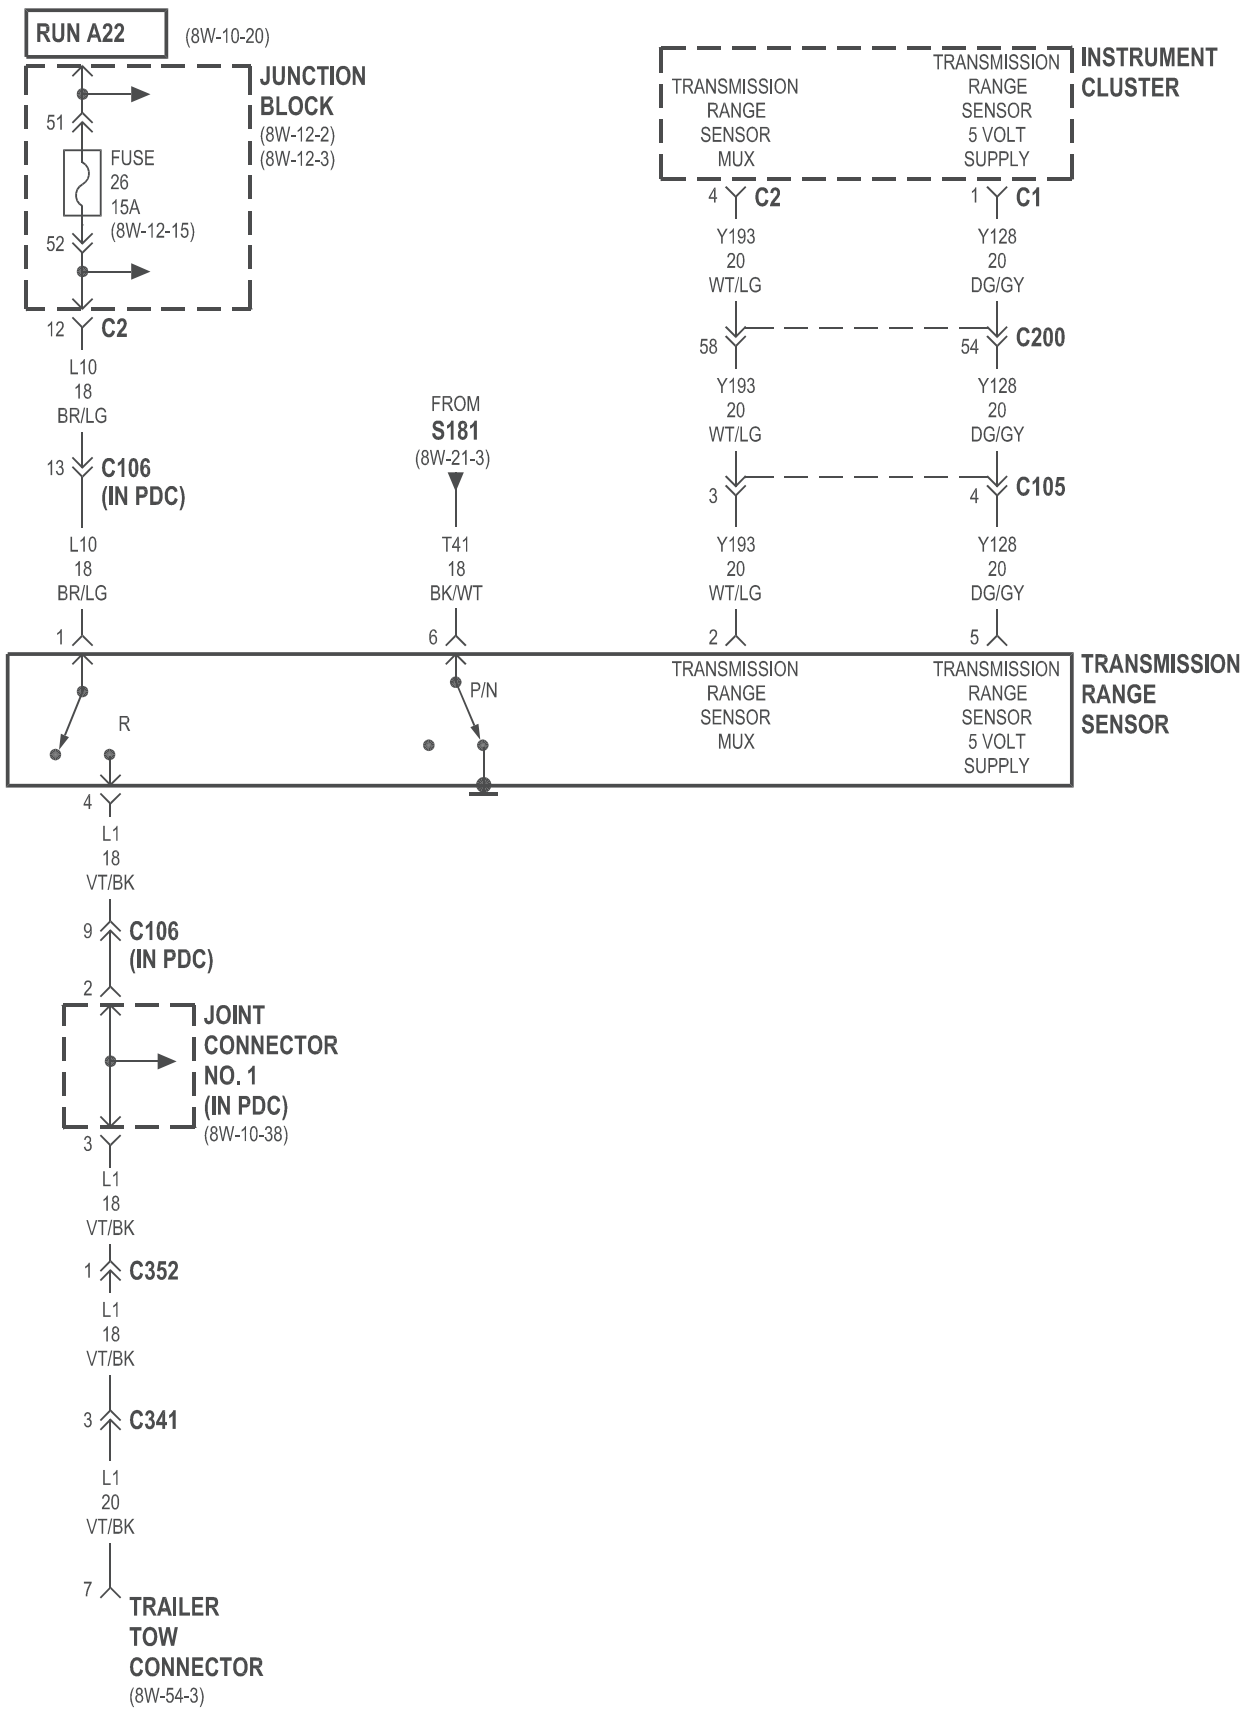 RUN A22
(8W-10-20)
JUNCTION
BLOCK
(8W-12-2)
(8W-12-3)
51
FUSE
26
15A
(8W-12-15)
52
12
C2
L10
18
BR/LG
13
C106
(IN PDC)
L10
18
BR/LG
1
FROM
S181
(8W-21-3)
T41
18
BK/WT
6
INSTRUMENT
CLUSTER
TRANSMISSION
RANGE
SENSOR
MUX
TRANSMISSION
RANGE
SENSOR
5 VOLT
SUPPLY
4
C2
1
C1
Y193
20
WT/LG
Y128
20
DG/GY
58
54
C200
Y193
20
WT/LG
Y128
20
DG/GY
3
4
C105
Y193
20
WT/LG
Y128
20
DG/GY
2
5
TRANSMISSION
RANGE
SENSOR
R
P/N
TRANSMISSION
RANGE
SENSOR
MUX
TRANSMISSION
RANGE
SENSOR
5 VOLT
SUPPLY
4
L1
18
VT/BK
9
C106
(IN PDC)
2
JOINT
CONNECTOR
NO. 1
(IN PDC)
(8W-10-38)
3
L1
18
VT/BK
1
C352
L1
18
VT/BK
3
C341
L1
20
VT/BK
7
TRAILER
TOW
CONNECTOR
(8W-54-3)